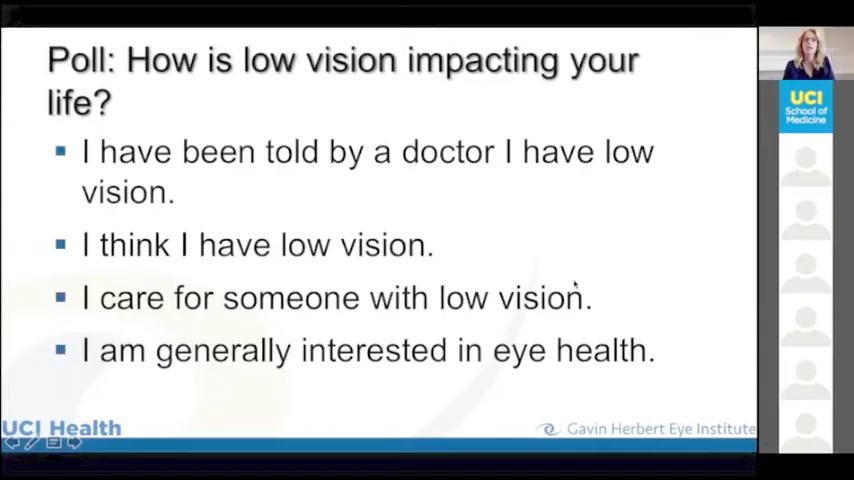 Poll: How is low vision impacting your
life?
I have been told by a doctor I have low
vision.
I think I have low vision.
I care for someone with low vision.
I am generally interested in eye health.
UCI Health
Gavin Herbert Eye Institute
UCI
School of
Medicine